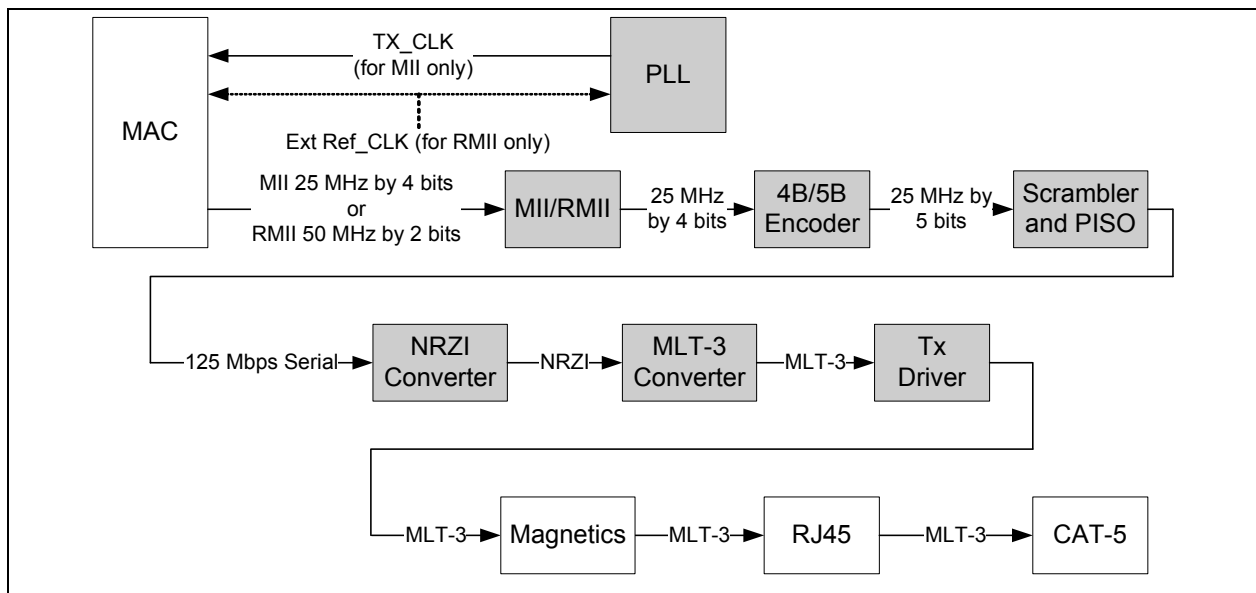 TX_CLK
(for MII only)
PLL
MAC
Ext Ref_CLK (for RMII only)
MII 25 MHz by 4 bits
or
RMII 50 MHz by 2 bits
MII/RMII
25 MHz
by 4 bits
4B/5B
Encoder
25 MHz by
5 bits
Scrambler
and PISO
125 Mbps Serial
NRZI
Converter
NRZI
MLT-3
Converter
MLT-3
Tx
Driver
MLT-3
Magnetics
MLT-3
RJ45
MLT-3
CAT-5